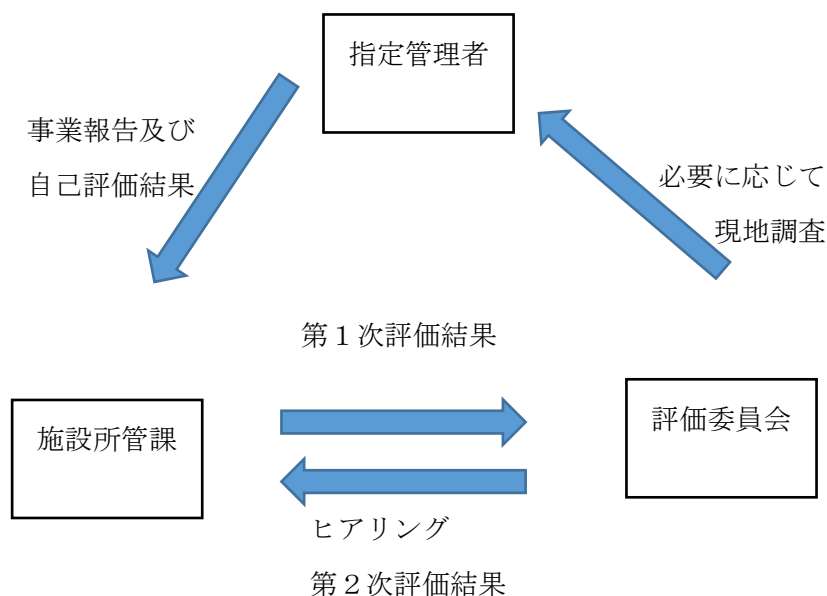 指定管理者
事業報告及び
自己評価結果
必要に応じて
現地調査
第１次評価結果
施設所管課
評価委員会
ヒアリング
第２次評価結果